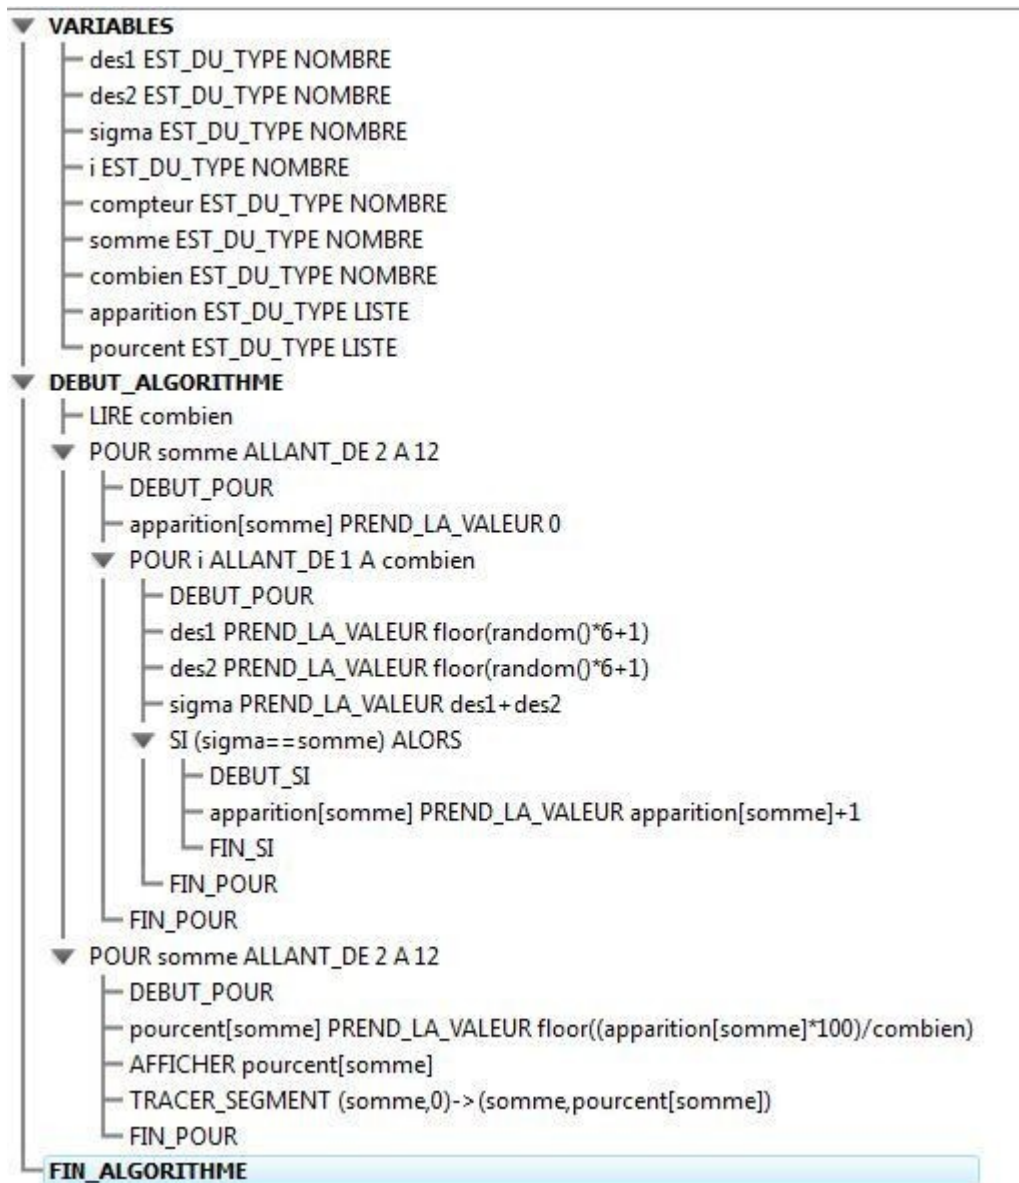 VARIABLES
des1 EST_DU_TYPE NOMBRE
des2 EST_DU_TYPE NOMBRE
sigma EST_DU_TYPE NOMBRE
i EST_DU_TYPE NOMBRE
compteur EST_DU_TYPE NOMBRE
somme EST_DU_TYPE NOMBRE
combien EST_DU_TYPE NOMBRE
apparition EST_DU_TYPE LISTE
pourcent EST_DU_TYPE LISTE
DEBUT_ALGORITHME
LIRE combien
POUR somme ALLANT_DE 2 A 12
DEBUT_POUR
apparition[somme] PREND_LA_VALEUR 0
POUR i ALLANT_DE 1 A combien
DEBUT_POUR
des1 PREND_LA_VALEUR floor(random()*6+1)
des2 PREND_LA_VALEUR floor(random()*6+1)
sigma PREND_LA_VALEUR des1+des2
SI (sigma==somme) ALORS
DEBUT_SI
apparition[somme] PREND_LA_VALEUR apparition[somme]+1
FIN_SI
FIN_POUR
FIN_POUR
POUR somme ALLANT_DE 2 A 12
DEBUT_POUR
pourcent[somme] PREND_LA_VALEUR floor((apparition[somme]*100)/combien)
AFFICHER pourcent[somme]
TRACER_SEGMENT (somme,0)->(somme,pourcent[somme])
FIN_POUR
FIN_ALGORITHME